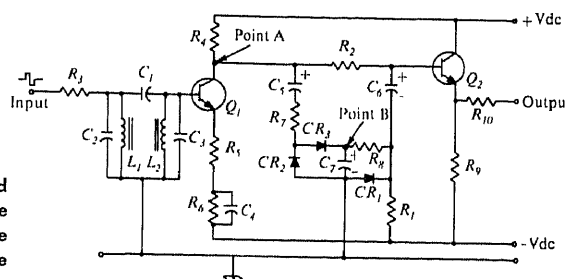 + Vdc
R4
Point A
R2
Q2
C5 +
C6 + -
R3
C1
Q1
Input
Point B
R10
Outpu
R7
CR3
C2
L1
L2
C3
R5
C7 + -
R8
CR2
CR1
R9
R6
C4
R1
- Vdc
d
e
e
e